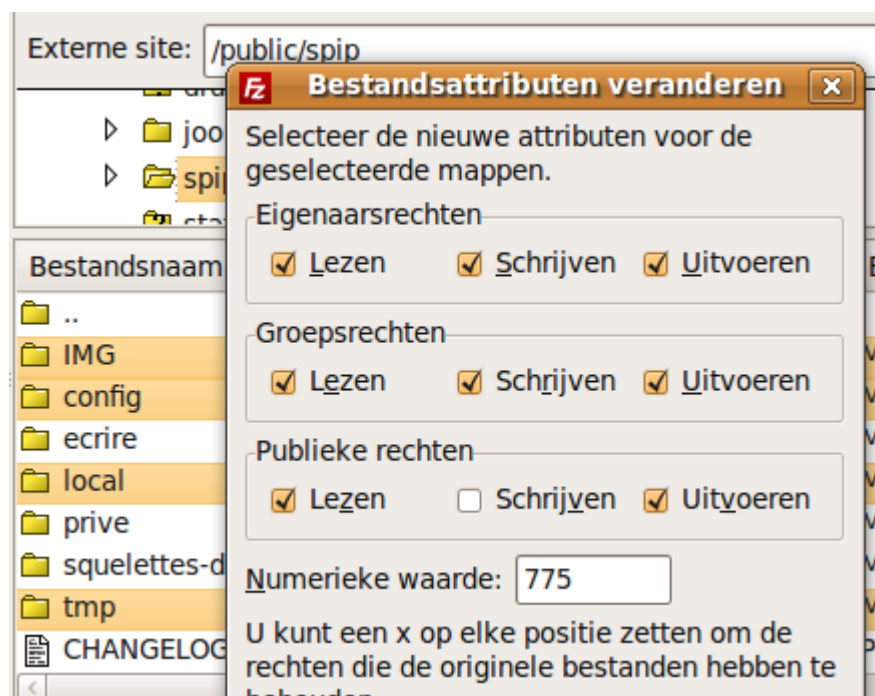 Externe site: /public/spip
Bestandsattributen veranderen
joo
spip
Selecteer de nieuwe attributen voor de
geselecteerde mappen.
Eigenaarsrechten
Lezen Schrijven Uitvoeren
Bestandsnaam
..
Groepsrechten
IMG
Lezen Schrijven Uitvoeren
config
ecrire
Publieke rechten
local
Lezen Schrijven Uitvoeren
prive
squelettes-d
Numerieke waarde: 775
tmp
U kunt een x op elke positie zetten om de
CHANGELOG
rechten die de originele bestanden hebben te
behouden.